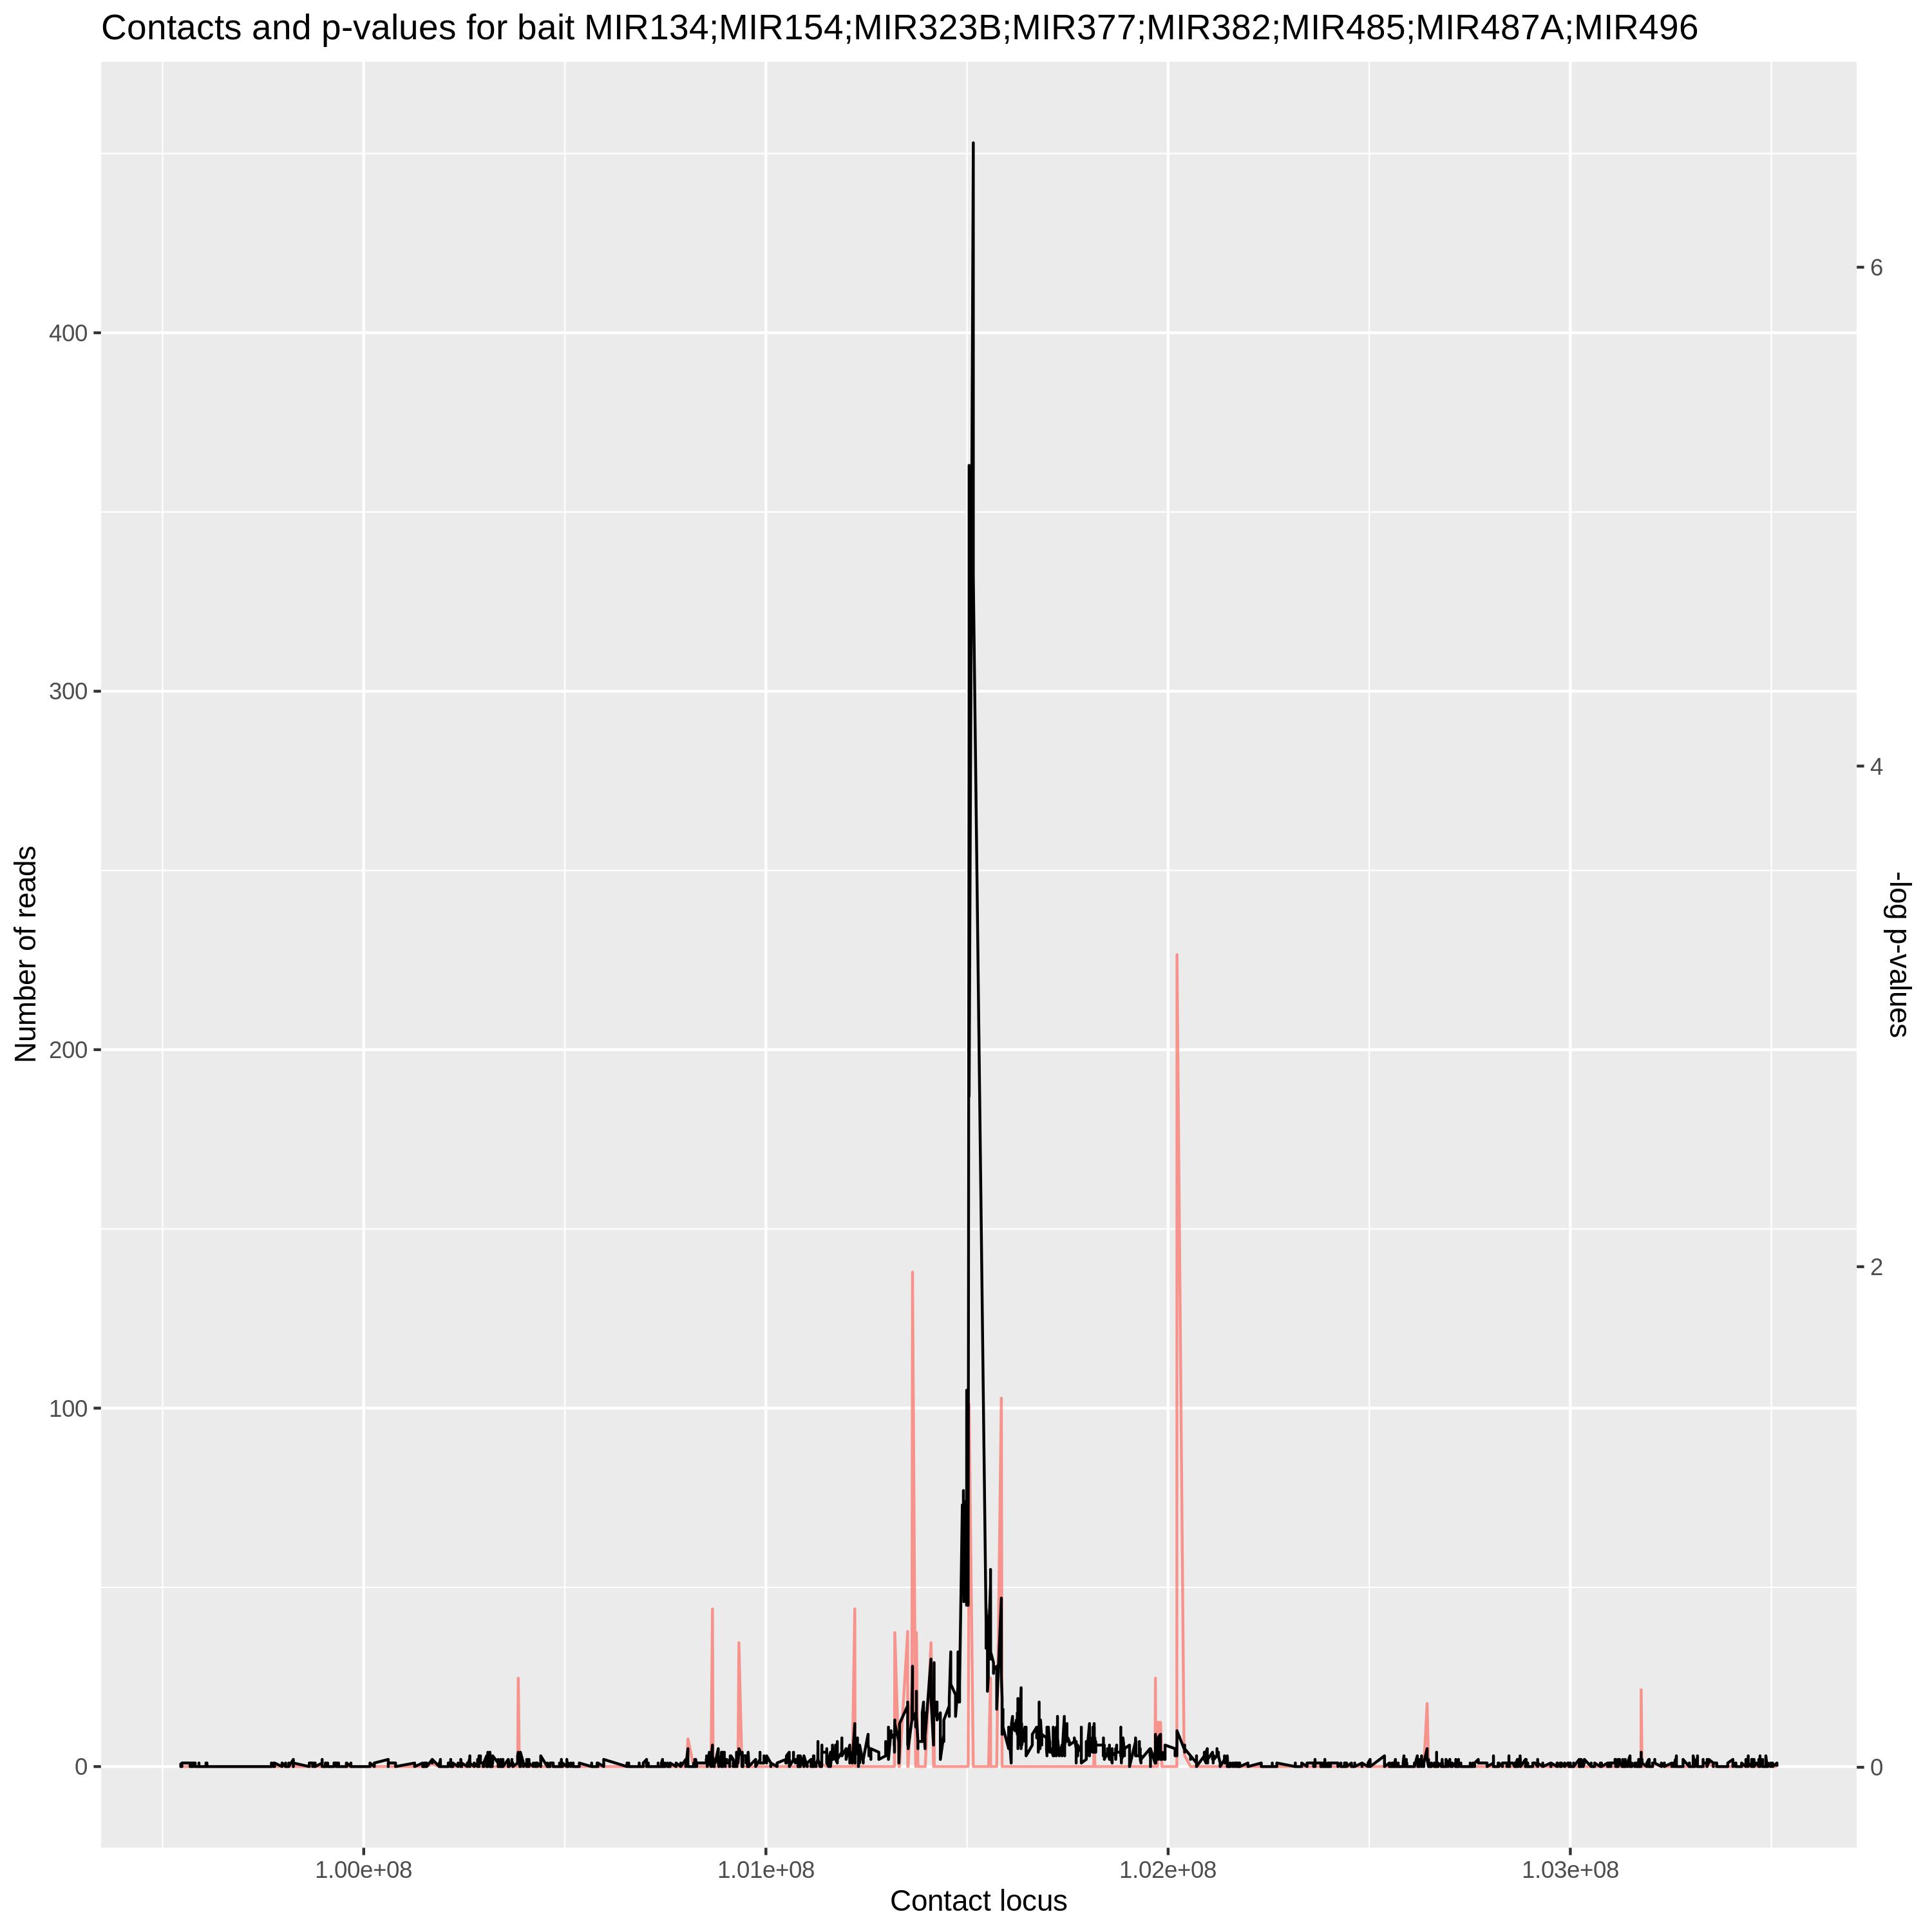 Contacts and p-values for bait MIR134;MIR154;MIR323B;MIR377;MIR382;MIR485;MIR487A;MIR496
Number of reads
400
300
200
100
0
6
4
2
0
-log p-values
1.00e+08 1.01e+08 1.02e+08 1.03e+08
Contact locus